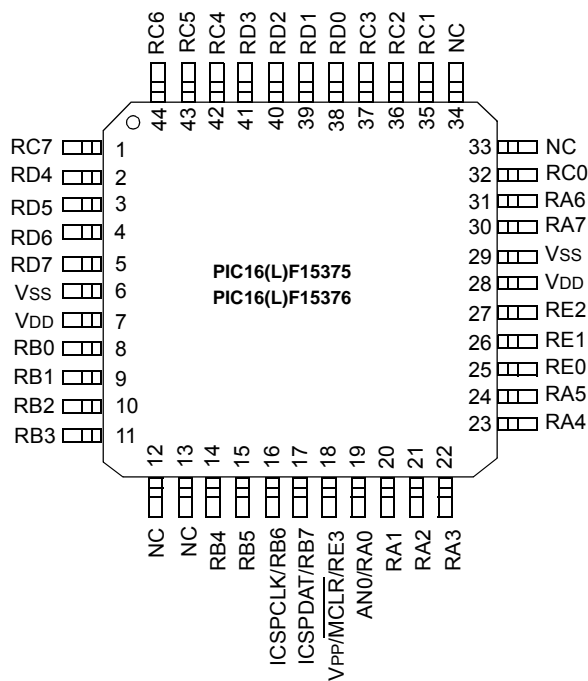 RC6 RC5 RC4 RD3 RD2 RD1 RD0 RC3 RC2 RC1 NC
44 43 42 41 40 39 38 37 36 35 34
RC7 1
RD4 2
RD5 3
RD6 4
RD7 5
VSS 6
VDD 7
RB0 8
RB1 9
RB2 10
RB3 11
PIC16(L)F15375
PIC16(L)F15376
33 NC
32 RC0
31 RA6
30 RA7
29 VSS
28 VDD
27 RE2
26 RE1
25 RE0
24 RA5
23 RA4
12 13 14 15 16 17 18 19 20 21 22
NC NC RB4 RB5 ICSPCLK/RB6 ICSPDAT/RB7 VPP/MCLR/RE3 AN0/RA0 RA1 RA2 RA3